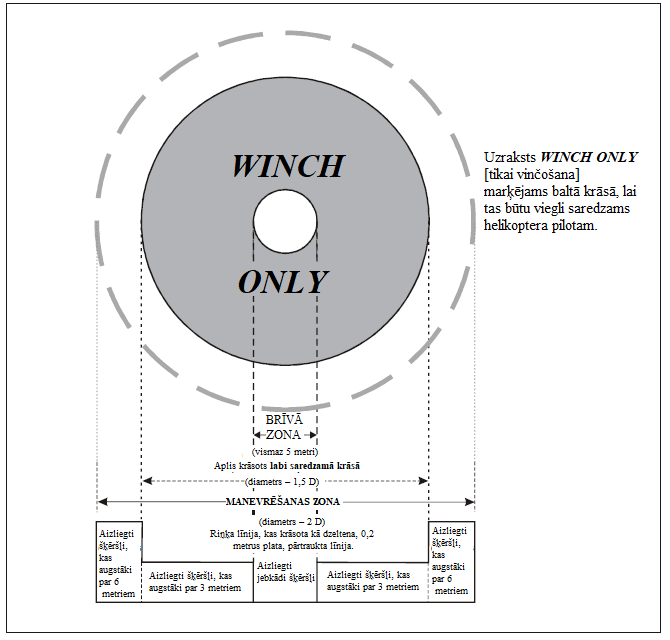 WINCH
ONLY
Uzraksts WINCH ONLY
[tikai vinčošana]
marķējams baltā krāsā, lai
tas būtu viegli saredzams
helikoptera pilotam.
BRĪVĀ
ZONA
(vismaz 5 metri)
Aplis krāsots labi saredzamā krāsā
(diametrs – 1,5 D)
MANEVRĒŠANAS ZONA
(diametrs – 2 D)
Riņķa līnija, kas krāsota kā dzeltena, 0,2
metrus plata, pārtraukta līnija.
Aizliegti
šķēršļi,
kas
augstāki
par 6
metriem
Aizliegti šķēršļi, kas
augstāki par 3 metriem
Aizliegti
jebkādi šķēršļi
Aizliegti šķēršļi, kas
augstāki par 3 metriem
Aizliegti
šķēršļi,
kas
augstāki
par 6
metriem